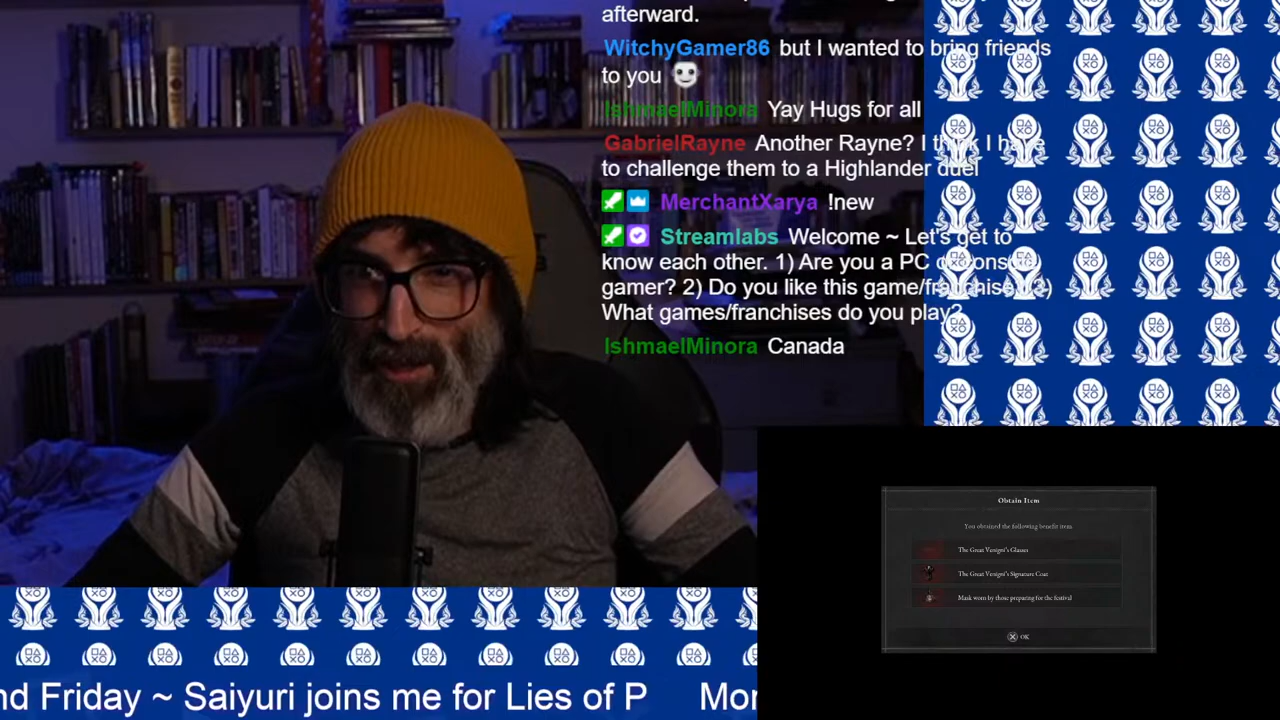 afterward.
WitchyGamer86 but I wanted to bring friends
to you
IshmaelMinora Yay Hugs for all
GabrielRayne Another Rayne? I think I have
to challenge them to a Highlander duel
MerchantXarya !new
Streamlabs Welcome ~ Let's get to
know each other. 1) Are you a PC or console
gamer? 2) Do you like this game/franchise? 3)
What games/franchises do you play?
IshmaelMinora Canada
Obtain Item
You obtained the following benefit item.
The Great Venigni's Glasses
The Great Venigni's Signature Coat
Mask worn by those preparing for the festival
OK
nd Friday ~ Saiyuri joins me for Lies of P Mon